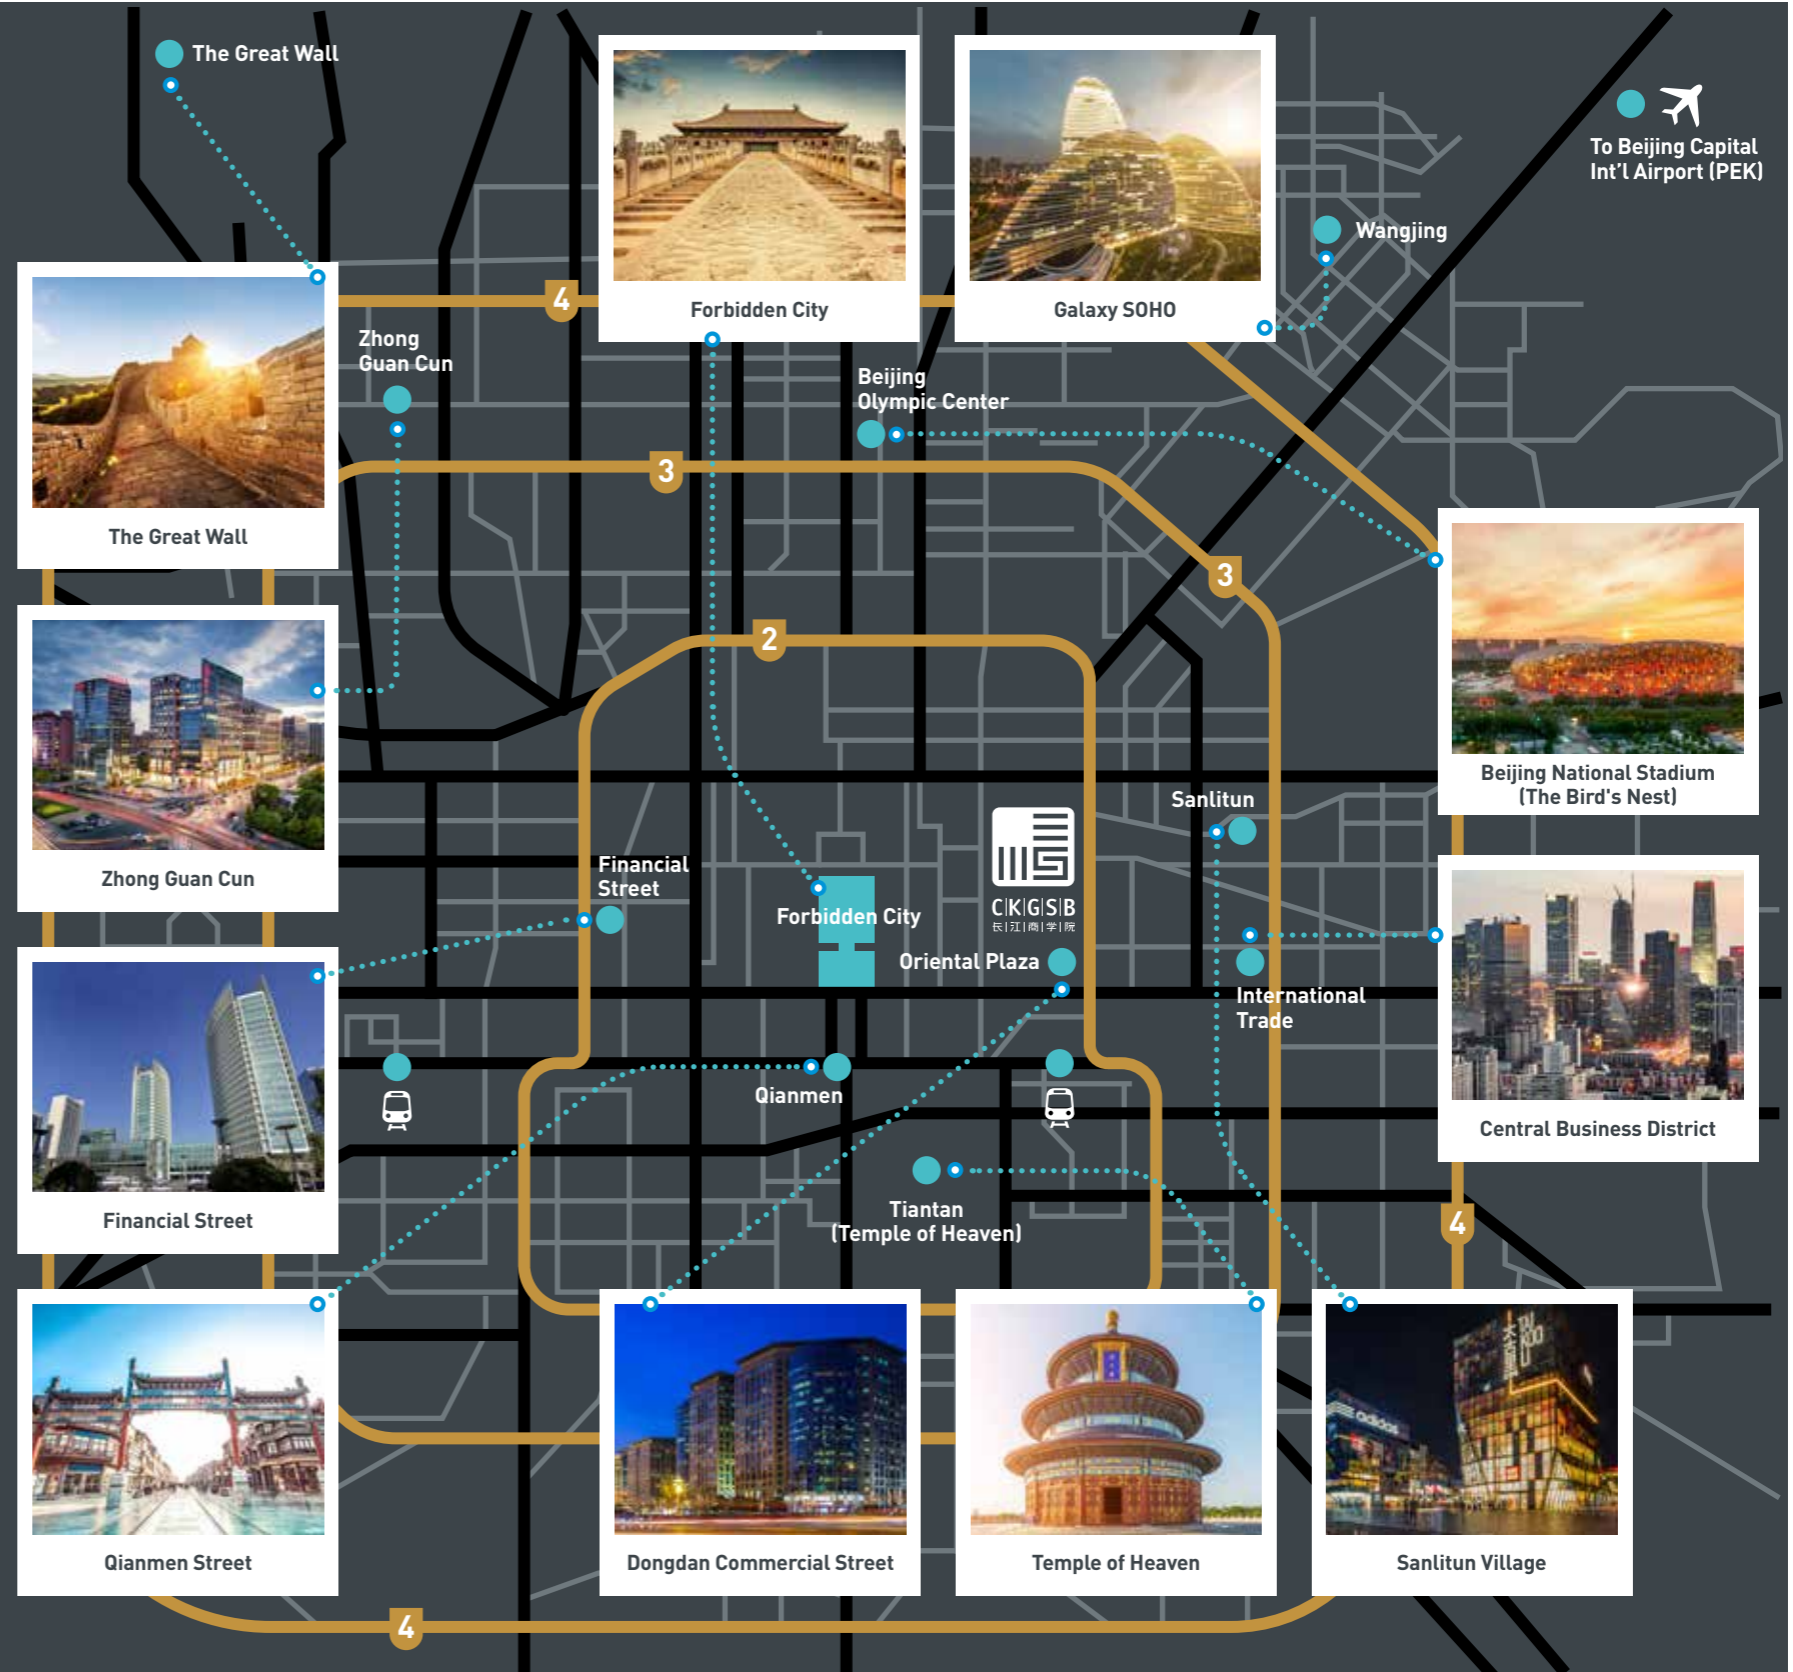 The Great Wall
To Beijing Capital
Int'l Airport (PEK)
Wangjing
4
Forbidden City
Galaxy SOHO
Zhong
Guan Cun
Beijing
Olympic Center
3
The Great Wall
3
2
Beijing National Stadium
(The Bird's Nest)
Sanlitun
Zhong Guan Cun
Financial
Street
C|K|G|S|B
长|江|商|学|院
Forbidden City
Oriental Plaza
International
Trade
Qianmen
Central Business District
Tiantan
(Temple of Heaven)
Financial Street
4
adidas
Qianmen Street
Dongdan Commercial Street
Temple of Heaven
Sanlitun Village
4